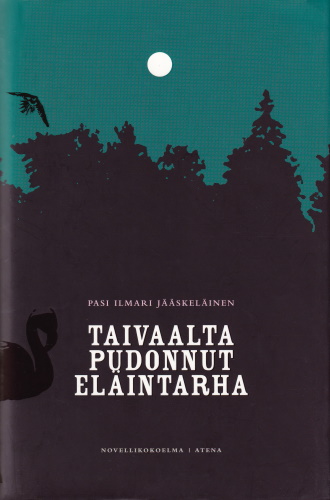 PASI ILMARI JÄÄSKELÄINEN
TAIVAALTA
PUDONNUT
ELÄINTARHA
NOVELLIKOKOELMA | ATENA